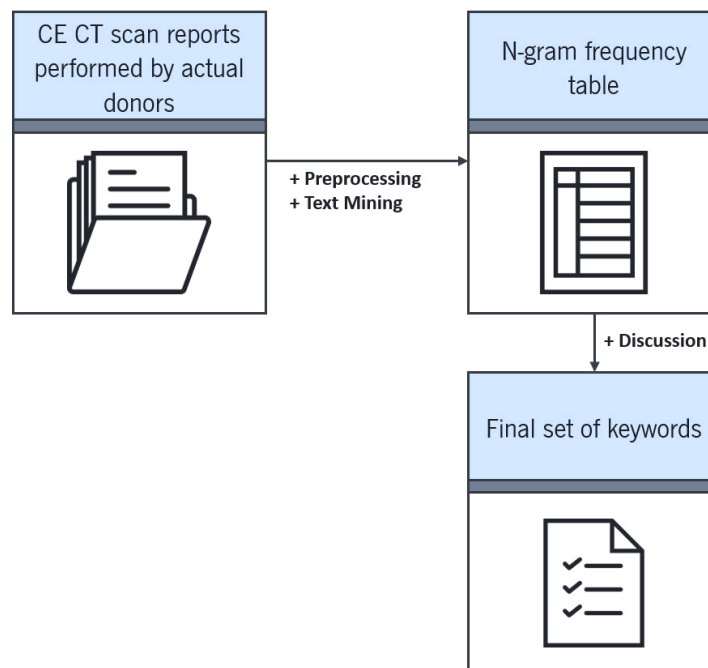 CE CT scan reports
performed by actual
donors
+ Preprocessing
+ Text Mining
N-gram frequency
table
+ Discussion
Final set of keywords